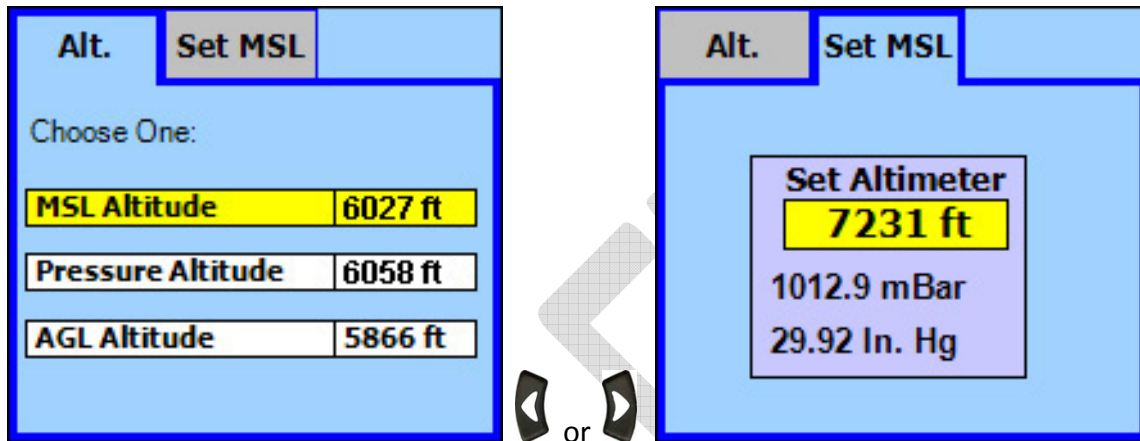 Alt. Set MSL
Choose One:
MSL Altitude 6027 ft
Pressure Altitude 6058 ft
AGL Altitude 5866 ft
or
Alt. Set MSL
Set Altimeter
7231 ft
1012.9 mBar
29.92 In. Hg